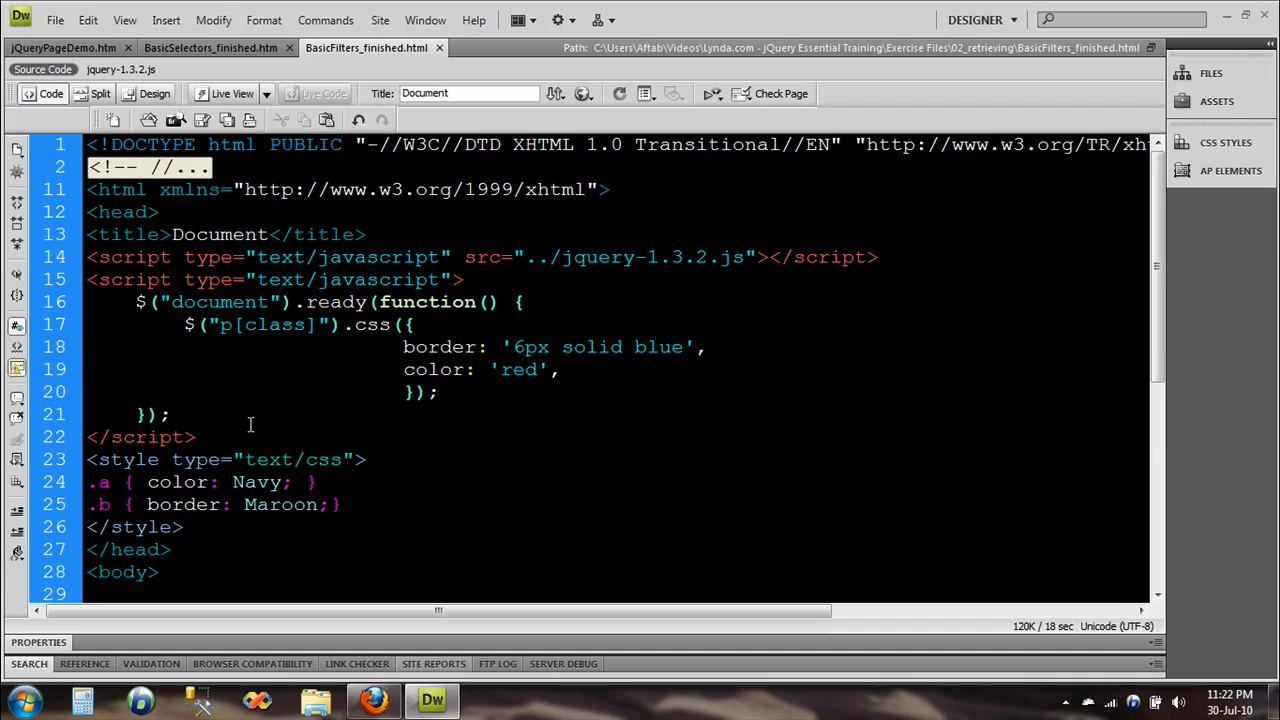 Dw File Edit View Insert Modify Format Commands Site Window Help DESIGNER
jQueryPageDemo.htm × BasicSelectors_finished.htm × BasicFilters_finished.html × Path: C:\Users\Aftab\Videos\Lynda.com - jQuery Essential Training\Exercise Files\02_retrieving\BasicFilters_finished.html
Source Code jquery-1.3.2.js
Code Split Design Live View Live Code Title: Document Check Page
FILES
ASSETS
CSS STYLES
AP ELEMENTS
1 <!DOCTYPE html PUBLIC "-//W3C//DTD XHTML 1.0 Transitional//EN" "http://www.w3.org/TR/xht
2 <!-- //...
11 <html xmlns="http://www.w3.org/1999/xhtml">
12 <head>
13 <title>Document</title>
14 <script type="text/javascript" src="../jquery-1.3.2.js"></script>
15 <script type="text/javascript">
16 $("document").ready(function() {
17 $("p[class]").css({
18 border: '6px solid blue',
19 color: 'red',
20 });
21 });
22 </script>
23 <style type="text/css">
24 .a { color: Navy; }
25 .b { border: Maroon;}
26 </style>
27 </head>
28 <body>
29
120K / 18 sec Unicode (UTF-8)
PROPERTIES
SEARCH REFERENCE VALIDATION BROWSER COMPATIBILITY LINK CHECKER SITE REPORTS FTP LOG SERVER DEBUG
Dw
11:22 PM
30-Jul-10